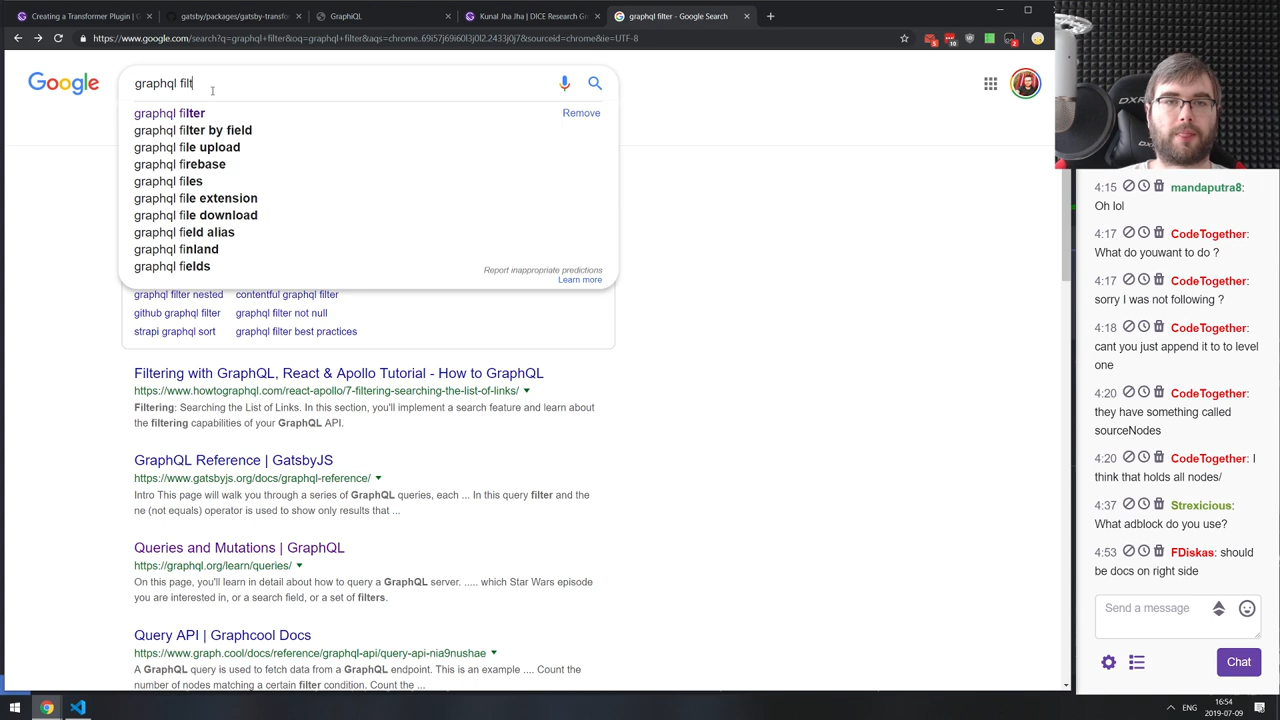 Creating a Transformer Plugin | G
gatsby/packages/gatsby-transfor
GraphiQL
Kunal Jha Jha | DICE Research Gr
graphql filter - Google Search
https://www.google.com/search?q=graphql+filter&oq=graphql+filter&aqs=chrome..69i57j69i60l3j0l2.2433j0j7&sourceid=chrome&ie=UTF-8
Google
graphql filt
graphql filter
Remove
graphql filter by field
graphql file upload
graphql firebase
graphql files
graphql file extension
graphql file download
graphql field alias
graphql finland
graphql fields
Report inappropriate predictions
Learn more
graphql filter nested
contentful graphql filter
github graphql filter
graphql filter not null
strapi graphql sort
graphql filter best practices
Filtering with GraphQL, React & Apollo Tutorial - How to GraphQL
https://www.howtographql.com/react-apollo/7-filtering-searching-the-list-of-links/
Filtering: Searching the List of Links. In this section, you'll implement a search feature and learn about
the filtering capabilities of your GraphQL API.
GraphQL Reference | GatsbyJS
https://www.gatsbyjs.org/docs/graphql-reference/
Intro This page will walk you through a series of GraphQL queries, each ... In this query filter and the
ne (not equals) operator is used to show only results that ...
Queries and Mutations | GraphQL
https://graphql.org/learn/queries/
On this page, you'll learn in detail about how to query a GraphQL server. ..... which Star Wars episode
you are interested in, or a search field, or a set of filters.
Query API | Graphcool Docs
https://www.graph.cool/docs/reference/graphql-api/query-api-nia9nushae
A GraphQL query is used to fetch data from a GraphQL endpoint. This is an example .... Count the
number of nodes matching a certain filter condition. Count the ...
DXR
4:15 mandaputra8:
Oh lol
4:17 CodeTogether:
What do youwant to do ?
4:17 CodeTogether:
sorry I was not following ?
4:18 CodeTogether:
cant you just append it to to level
one
4:20 CodeTogether:
they have something called
sourceNodes
4:20 CodeTogether: I
think that holds all nodes/
4:37 Strexicious:
What adblock do you use?
4:53 FDiskas: should
be docs on right side
Send a message
Chat
ENG
16:54
2019-07-09